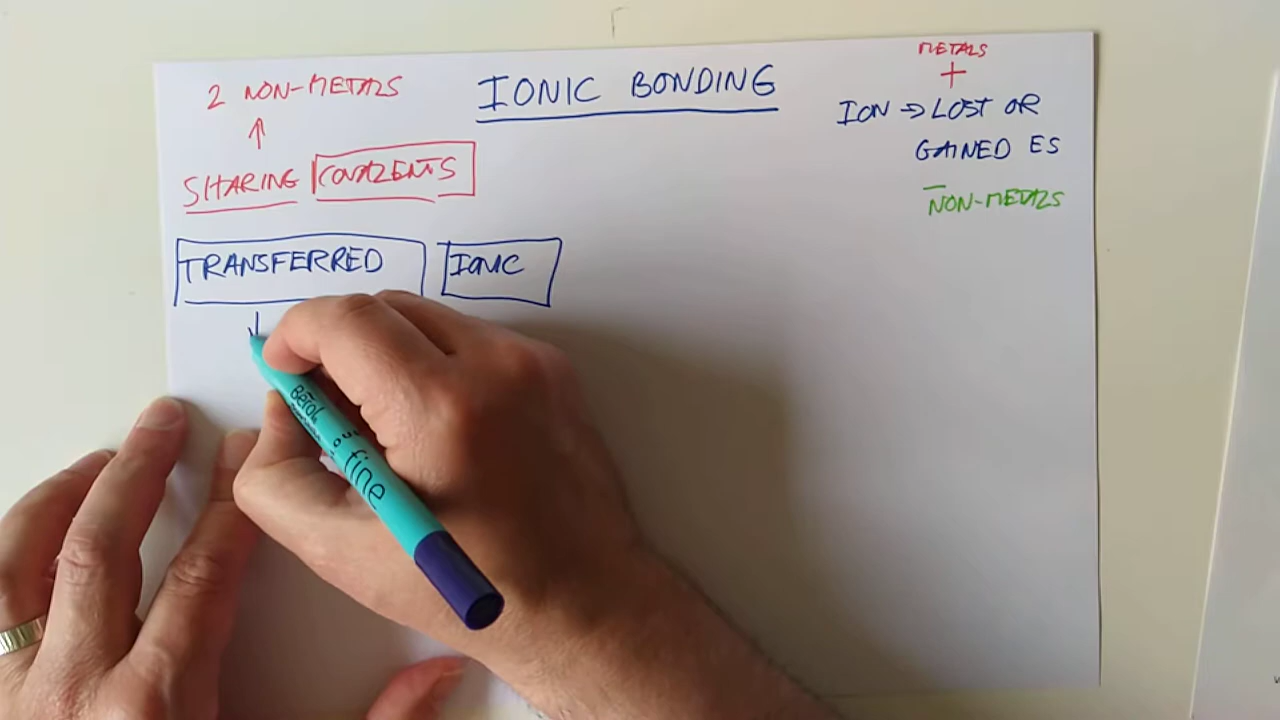 2 NON-METALS
SHARING COVALENTS
IONIC BONDING
METALS
+
ION → LOST OR
GAINED ES
- NON-METALS
TRANSFERRED IONIC
Berol
fine